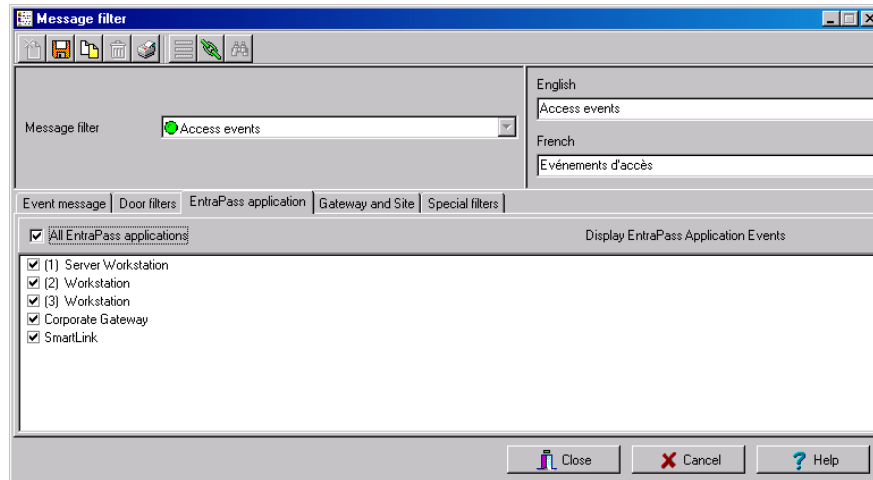 Message filter
English
Access events
Message filter
Access events
French
Evénements d'accès
Event message
Door filters
EntraPass application
Gateway and Site
Special filters
All EntraPass applications
Display EntraPass Application Events
(1) Server Workstation
(2) Workstation
(3) Workstation
Corporate Gateway
SmartLink
Close
Cancel
Help